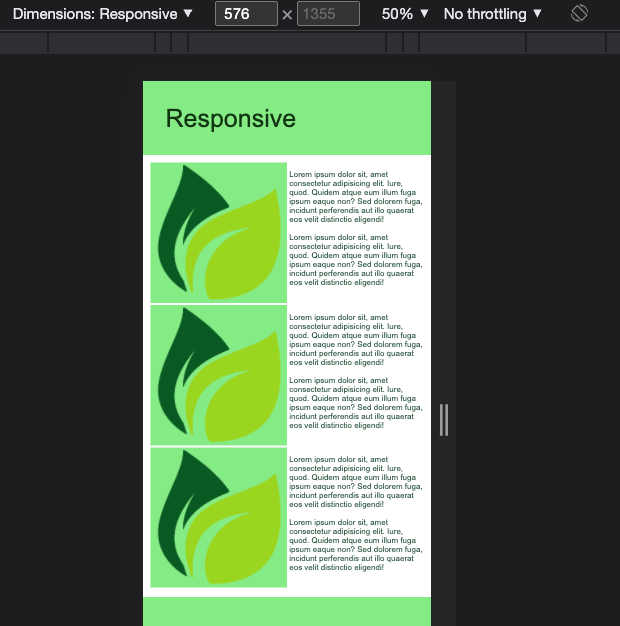 Dimensions: Responsive ▼ 576 × 1355 50% ▼ No throttling ▼
Responsive
Lorem ipsum dolor sit, amet
consectetur adipisicing elit. Iure,
quod. Quidem atque eum illum fuga
ipsum eaque non? Sed dolorem fuga,
incidunt perferendis aut illo quaerat
eos velit distinctio eligendi!
Lorem ipsum dolor sit, amet
consectetur adipisicing elit. Iure,
quod. Quidem atque eum illum fuga
ipsum eaque non? Sed dolorem fuga,
incidunt perferendis aut illo quaerat
eos velit distinctio eligendi!
Lorem ipsum dolor sit, amet
consectetur adipisicing elit. Iure,
quod. Quidem atque eum illum fuga
ipsum eaque non? Sed dolorem fuga,
incidunt perferendis aut illo quaerat
eos velit distinctio eligendi!
Lorem ipsum dolor sit, amet
consectetur adipisicing elit. Iure,
quod. Quidem atque eum illum fuga
ipsum eaque non? Sed dolorem fuga,
incidunt perferendis aut illo quaerat
eos velit distinctio eligendi!
Lorem ipsum dolor sit, amet
consectetur adipisicing elit. Iure,
quod. Quidem atque eum illum fuga
ipsum eaque non? Sed dolorem fuga,
incidunt perferendis aut illo quaerat
eos velit distinctio eligendi!
Lorem ipsum dolor sit, amet
consectetur adipisicing elit. Iure,
quod. Quidem atque eum illum fuga
ipsum eaque non? Sed dolorem fuga,
incidunt perferendis aut illo quaerat
eos velit distinctio eligendi!